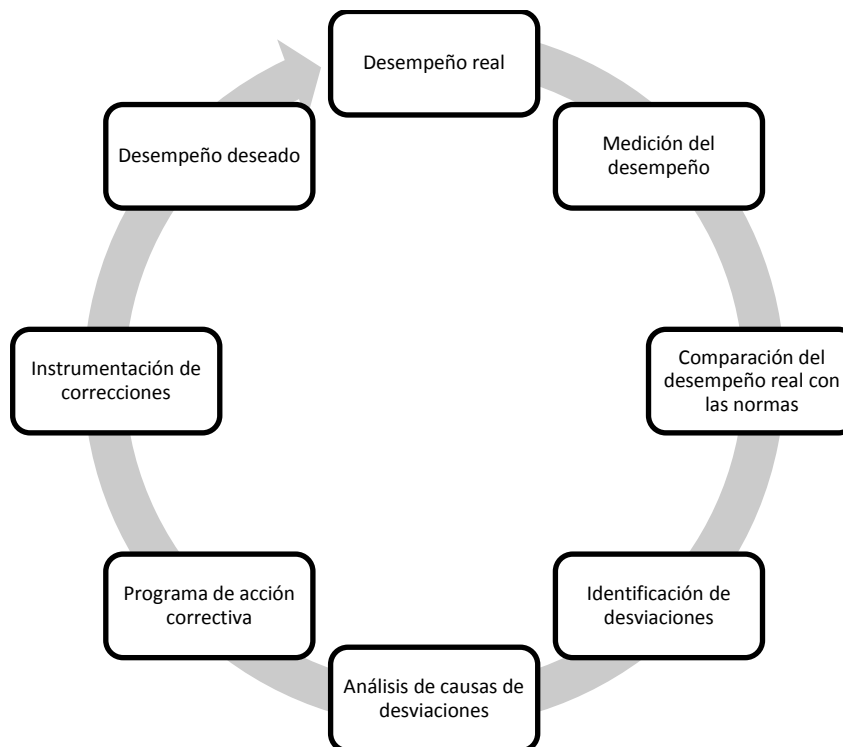 Desempeño real
Medición del
desempeño
Comparación del
desempeño real con
las normas
Identificación de
desviaciones
Análisis de causas de
desviaciones
Programa de acción
correctiva
Instrumentación de
correcciones
Desempeño deseado